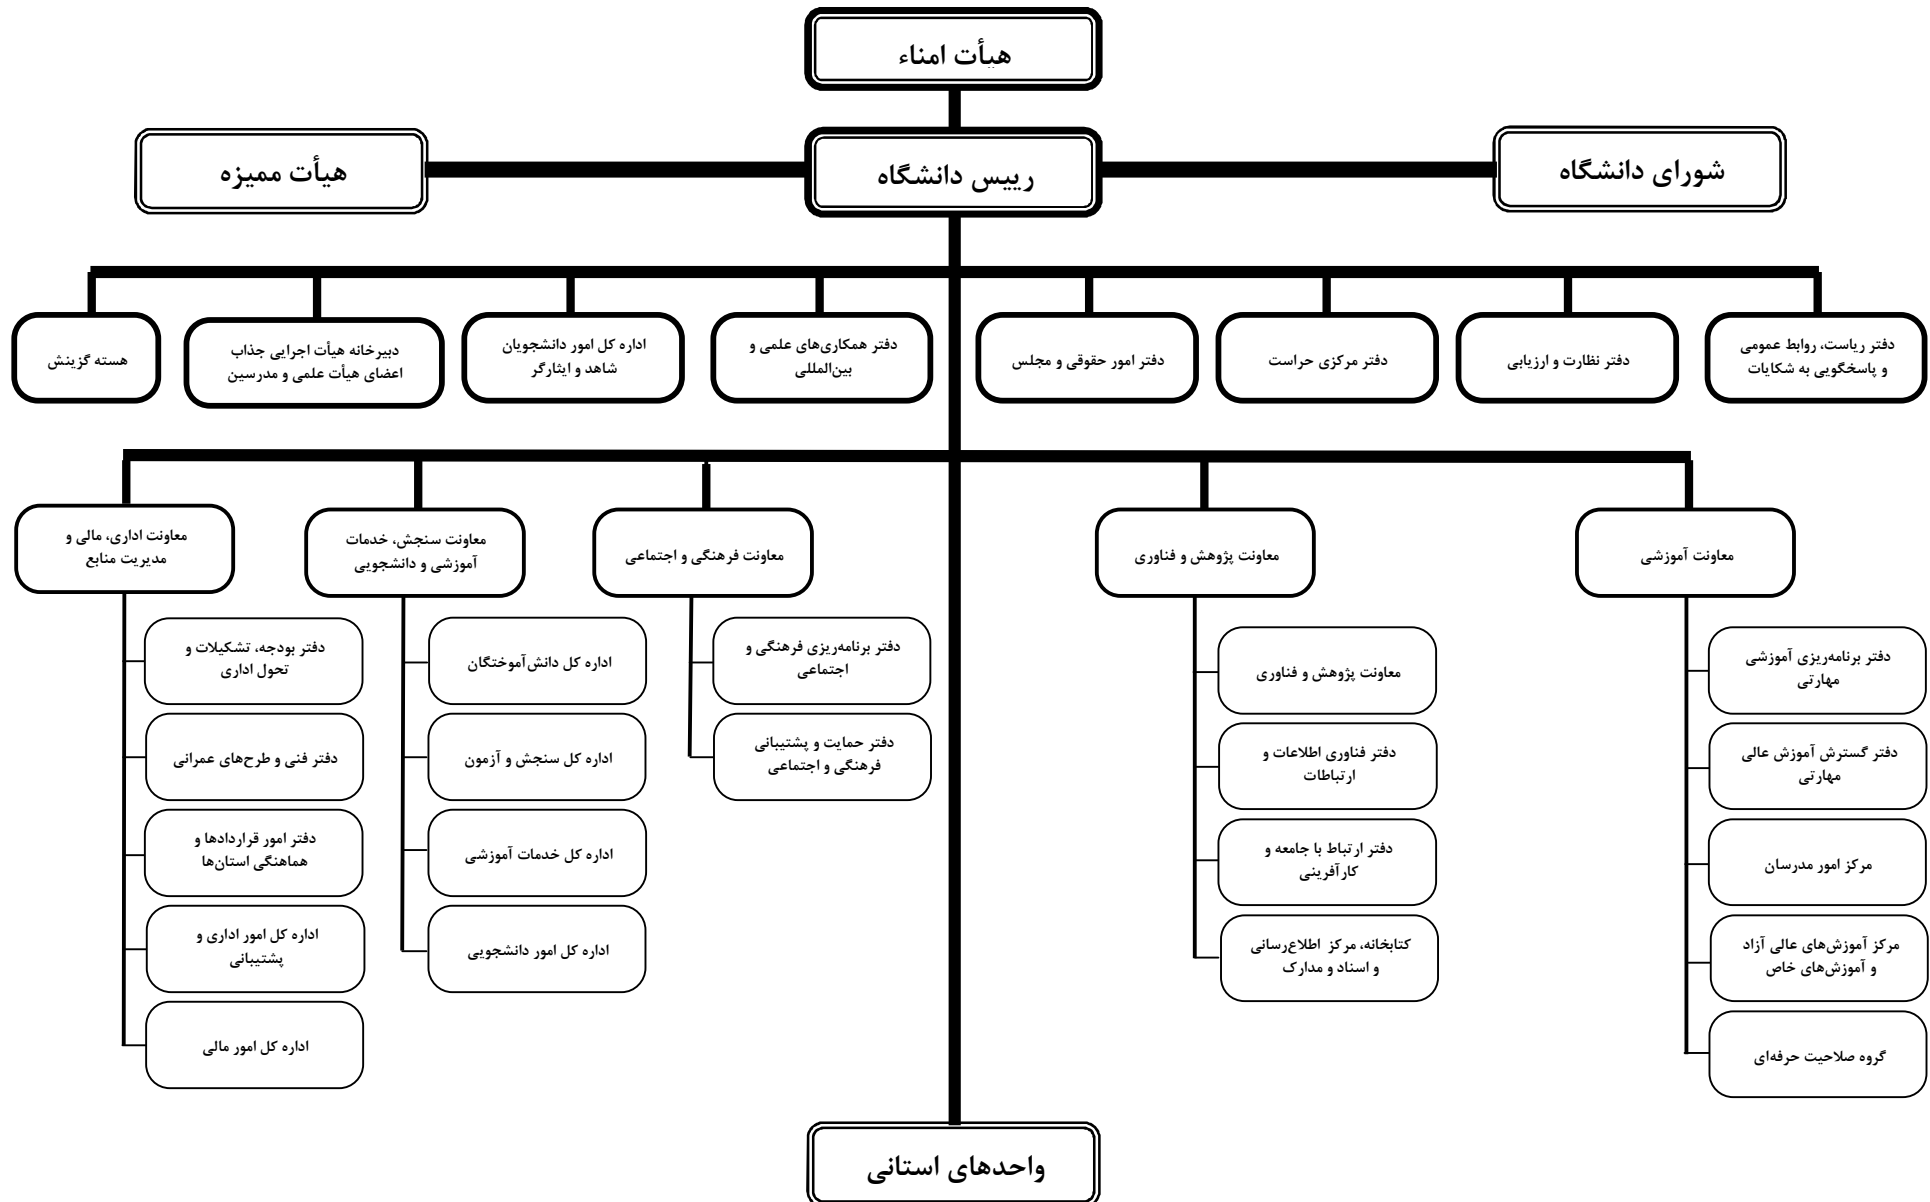 هیأت امناء
شورای دانشگاه
رییس دانشگاه
هیأت ممیزه
دفتر ریاست، روابط عمومی
و پاسخگویی به شکایات
دفتر نظارت و ارزیابی
دفتر مرکزی حراست
دفتر امور حقوقی و مجلس
دفتر همکاری‌های علمی و
بین‌المللی
اداره کل امور دانشجویان
شاهد و ایثارگر
دبیرخانه هیأت اجرایی جذاب
اعضای هیأت علمی و مدرسین
هسته گزینش
معاونت آموزشی
دفتر برنامه‌ریزی آموزشی
مهارتی
دفتر گسترش آموزش عالی
مهارتی
مرکز امور مدرسان
مرکز آموزش‌های عالی آزاد
و آموزش‌های خاص
گروه صلاحیت حرفه‌ای
معاونت پژوهش و فناوری
معاونت پژوهش و فناوری
دفتر فناوری اطلاعات و
ارتباطات
دفتر ارتباط با جامعه و
کارآفرینی
کتابخانه، مرکز اطلاع‌رسانی
و اسناد و مدارک
معاونت فرهنگی و اجتماعی
دفتر برنامه‌ریزی فرهنگی و
اجتماعی
دفتر حمایت و پشتیبانی
فرهنگی و اجتماعی
معاونت سنجش، خدمات
آموزشی و دانشجویی
اداره کل دانش‌آموختگان
اداره کل سنجش و آزمون
اداره کل خدمات آموزشی
اداره کل امور دانشجویی
معاونت اداری، مالی و
مدیریت منابع
دفتر بودجه، تشکیلات و
تحول اداری
دفتر فنی و طرح‌های عمرانی
دفتر امور قراردادها و
هماهنگی استان‌ها
اداره کل امور اداری و
پشتیبانی
اداره کل امور مالی
واحدهای استانی